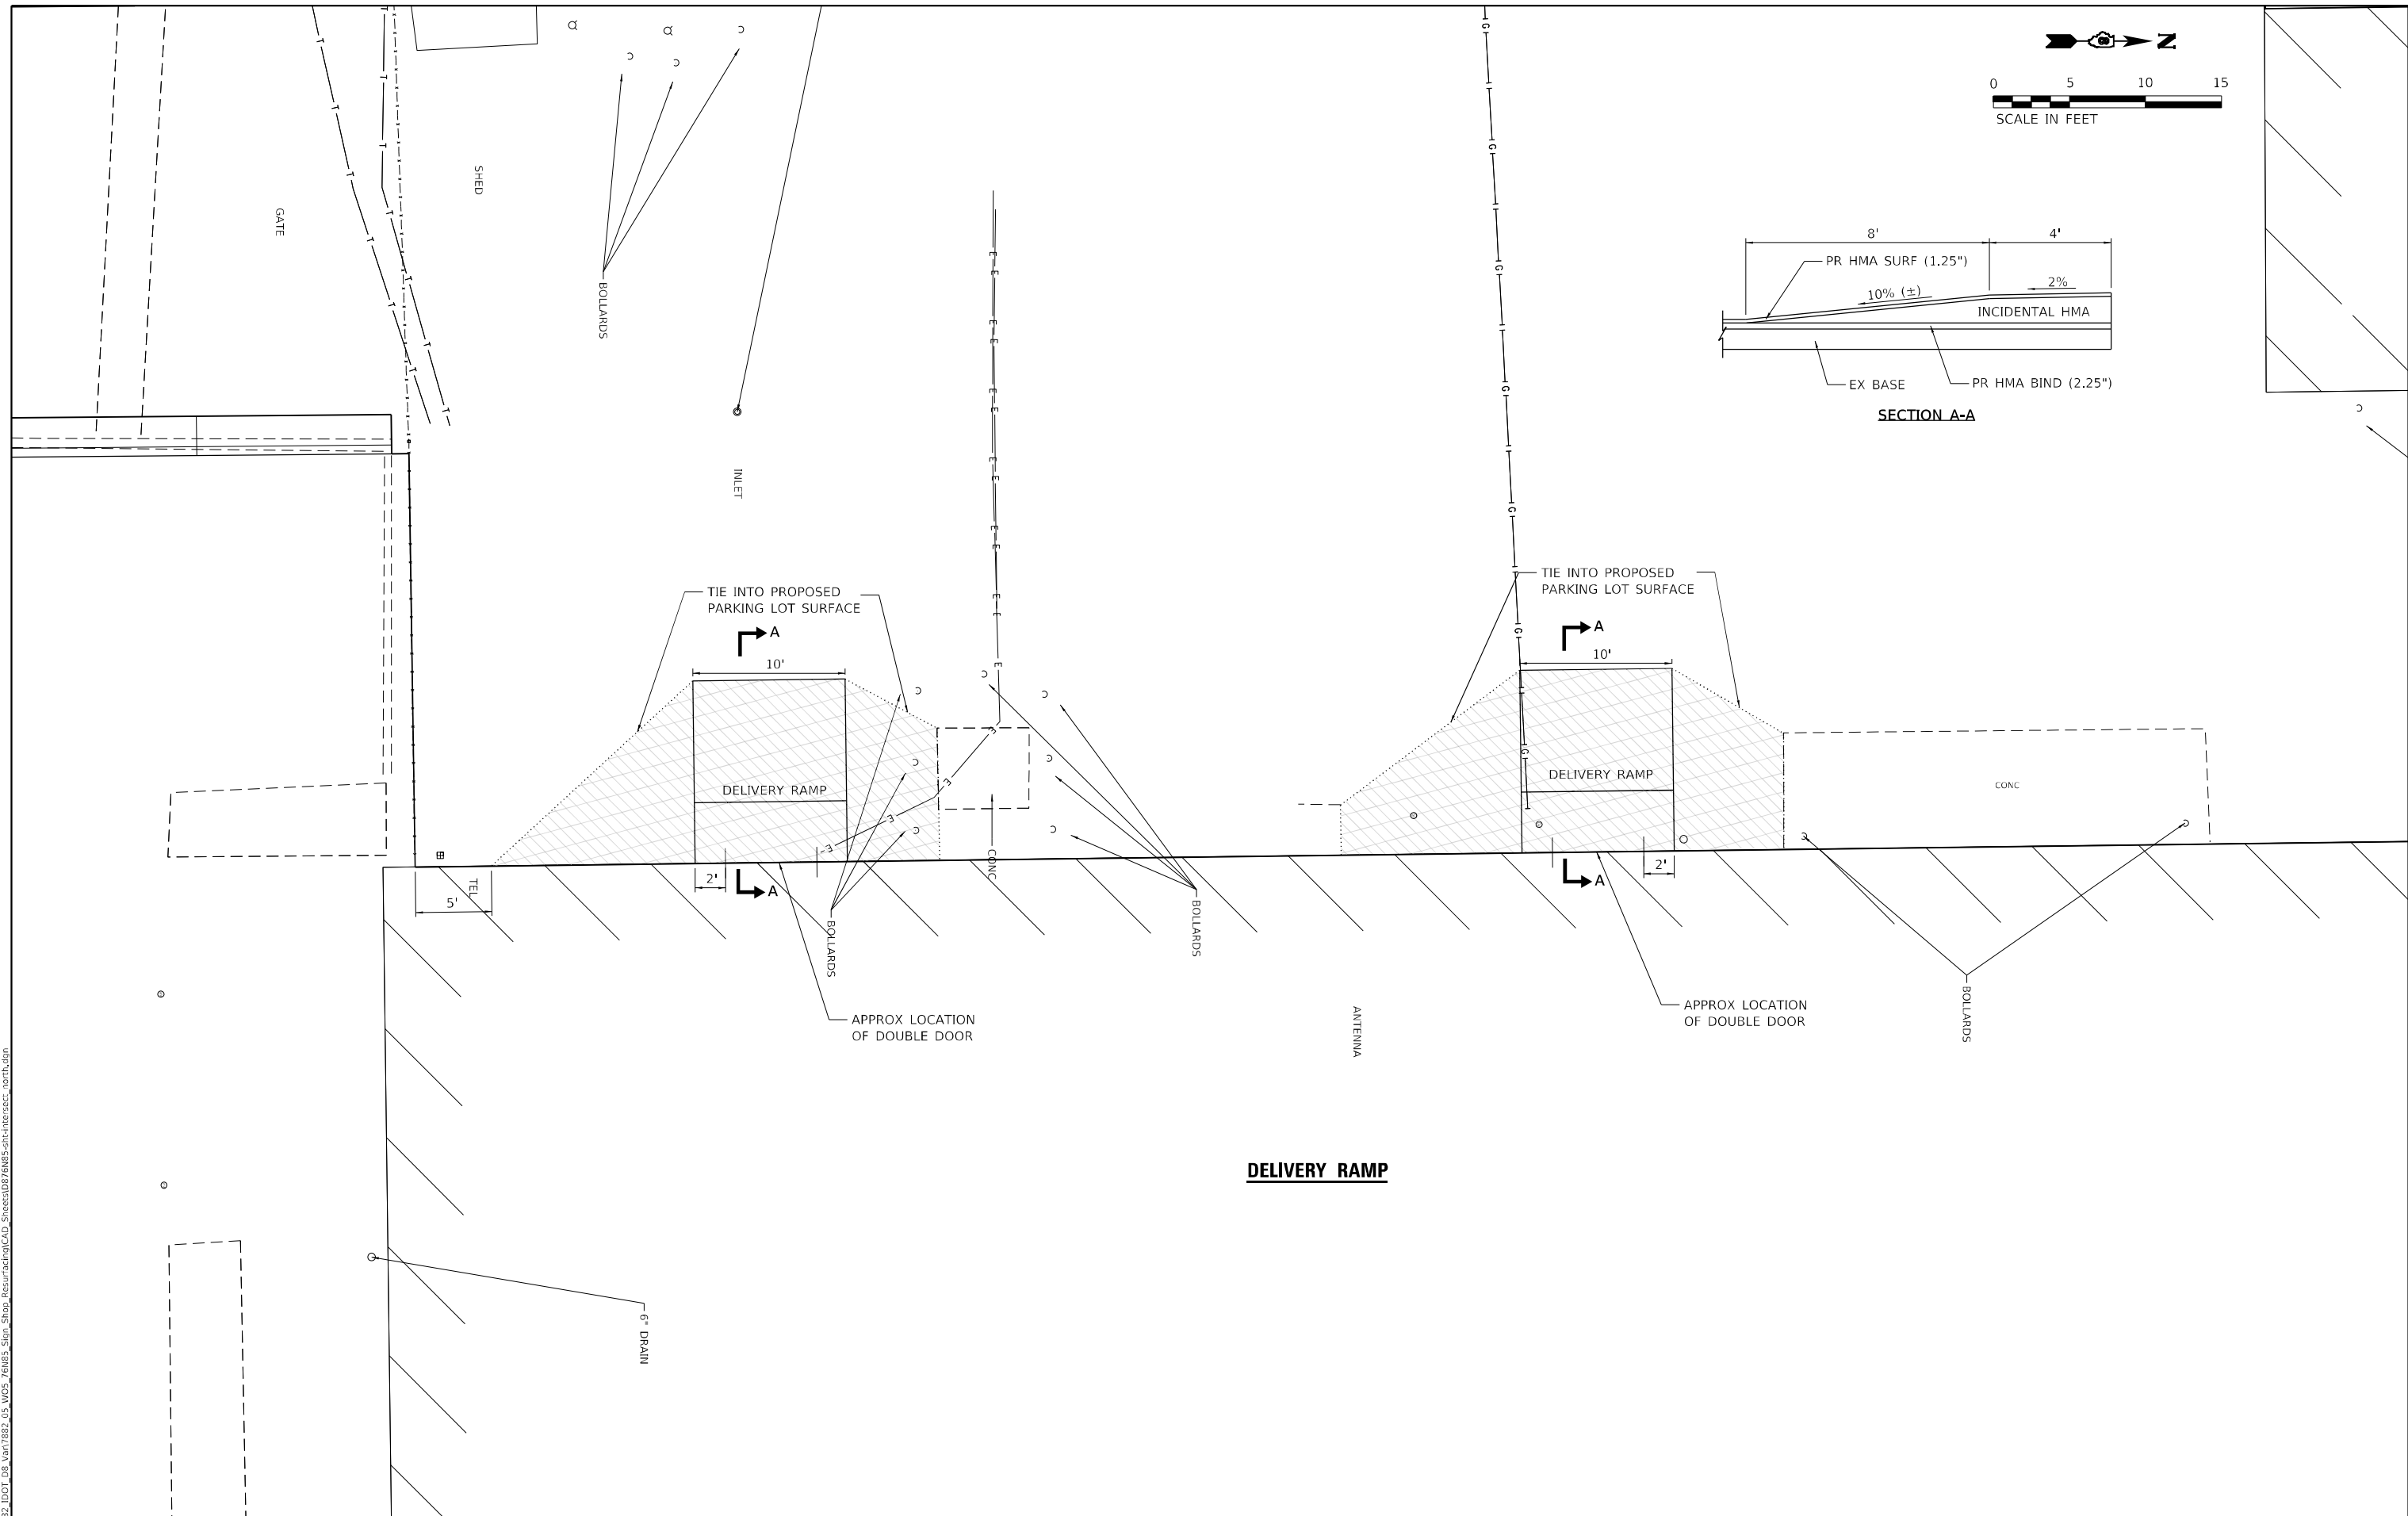 N
0 5 10 15
SCALE IN FEET
SHED
GATE
BOLLARDS
INLET
8'
4'
PR HMA SURF (1.25")
10% (±)
2%
INCIDENTAL HMA
EX BASE
PR HMA BIND (2.25")
SECTION A-A
TIE INTO PROPOSED
PARKING LOT SURFACE
A
10'
DELIVERY RAMP
2'
A
TEL
5'
BOLLARDS
CONC
BOLLARDS
APPROX LOCATION
OF DOUBLE DOOR
TIE INTO PROPOSED
PARKING LOT SURFACE
A
10'
DELIVERY RAMP
2'
A
CONC
ANTENNA
APPROX LOCATION
OF DOUBLE DOOR
BOLLARDS
DELIVERY RAMP
6" DRAIN
T T T T T T T
T T T T T T T
E E E E E E E E E E E E E E E
G G G G G G G G